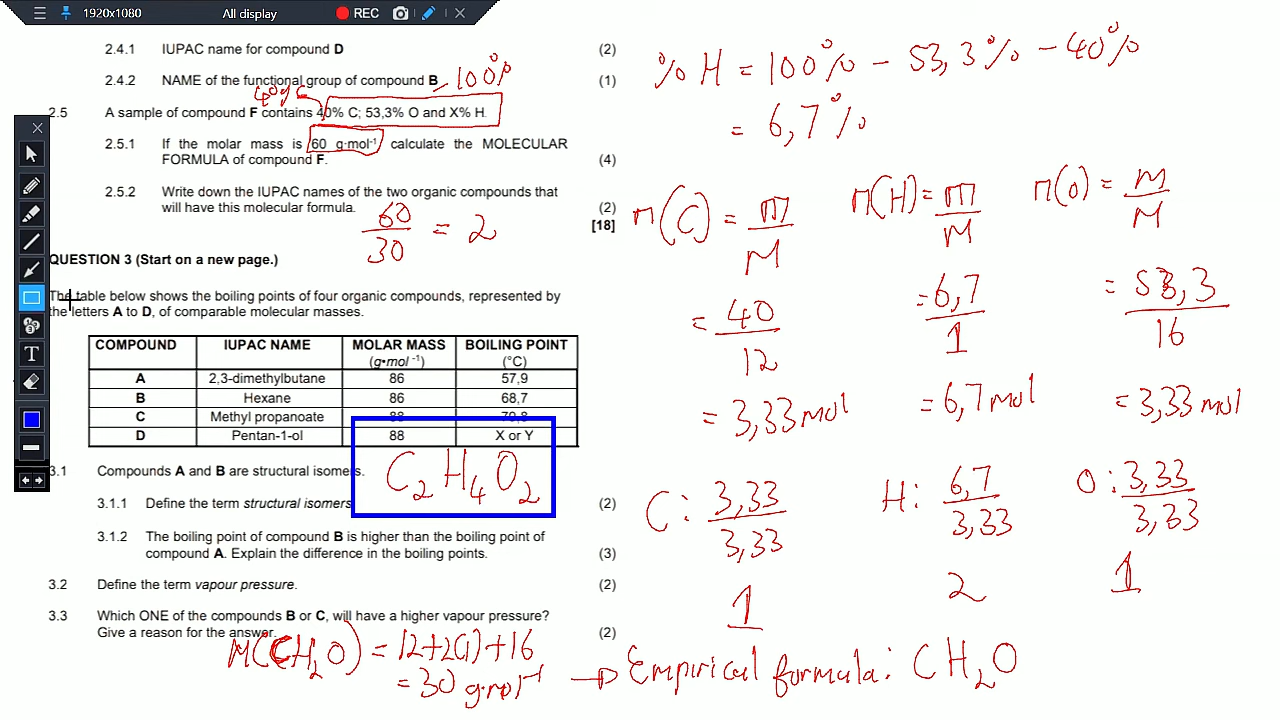 1920x1080 All display REC
2.4.1 IUPAC name for compound D (2)
2.4.2 NAME of the functional group of compound B (1)
100%
40% C
2.5 A sample of compound F contains 40% C; 53,3% O and X% H.
2.5.1 If the molar mass is 60 g·mol-1 calculate the MOLECULAR
FORMULA of compound F. (4)
2.5.2 Write down the IUPAC names of the two organic compounds that
will have this molecular formula. (2)
[18]
60/30 = 2
QUESTION 3 (Start on a new page.)
The table below shows the boiling points of four organic compounds, represented by
the letters A to D, of comparable molecular masses.
COMPOUND IUPAC NAME MOLAR MASS BOILING POINT
(g•mol -1) (°C)
A 2,3-dimethylbutane 86 57,9
B Hexane 86 68,7
C Methyl propanoate 88 79,8
D Pentan-1-ol 88 X or Y
C2H4O2
3.1 Compounds A and B are structural isomers.
3.1.1 Define the term structural isomers (2)
3.1.2 The boiling point of compound B is higher than the boiling point of
compound A. Explain the difference in the boiling points. (3)
3.2 Define the term vapour pressure. (2)
3.3 Which ONE of the compounds B or C, will have a higher vapour pressure?
Give a reason for the answer. (2)
M(CH2O) = 12+2(1)+16
= 30 g·mol-1
% H = 100% - 53,3% - 40%
= 6,7%
n(C) = m/M n(H) = m/M n(O) = m/M
= 40/12 = 6,7/1 = 53,3/16
= 3,33 mol = 6,7 mol = 3,33 mol
C: 3,33/3,33 H: 6,7/3,33 O: 3,33/3,33
1 2 1
→ Empirical formula: CH2O
T